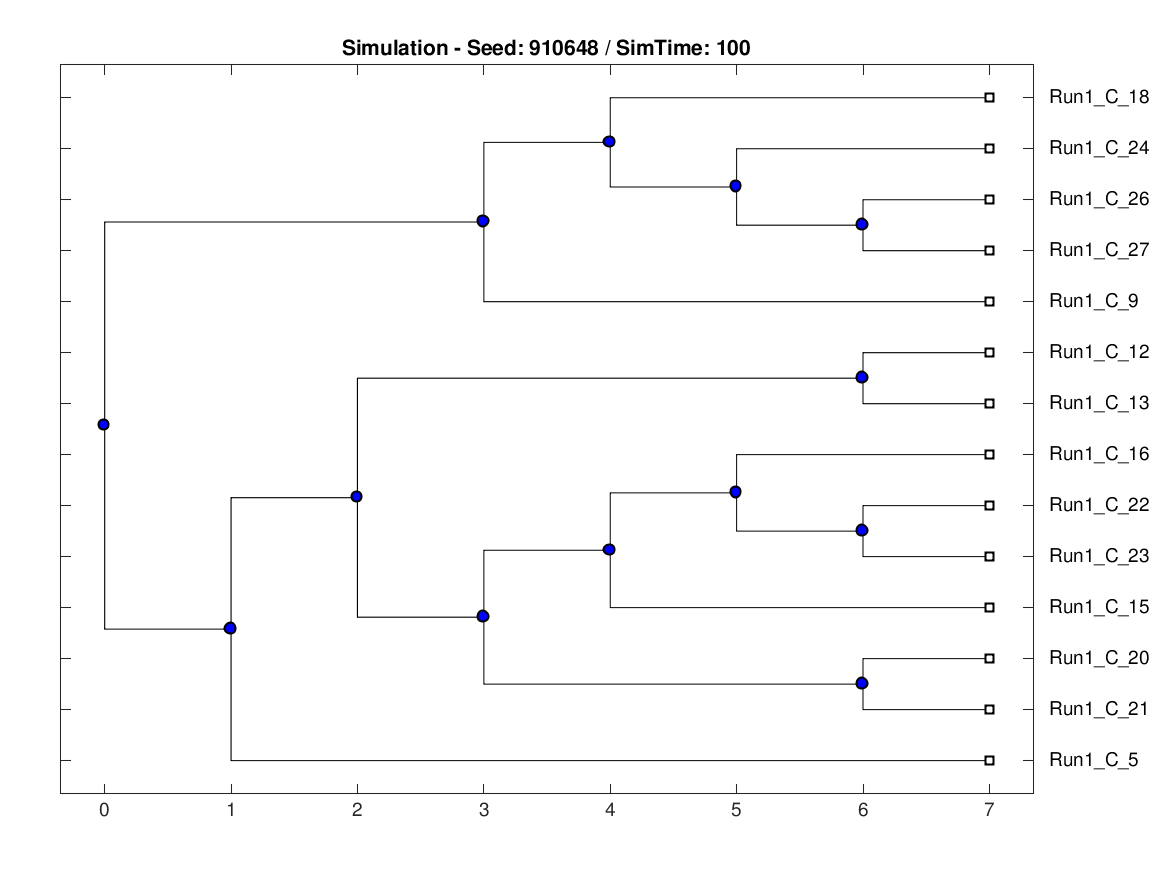 Simulation - Seed: 910648 / SimTime: 100
Run1_C_18
Run1_C_24
Run1_C_26
Run1_C_27
Run1_C_9
Run1_C_12
Run1_C_13
Run1_C_16
Run1_C_22
Run1_C_23
Run1_C_15
Run1_C_20
Run1_C_21
Run1_C_5
0 1 2 3 4 5 6 7